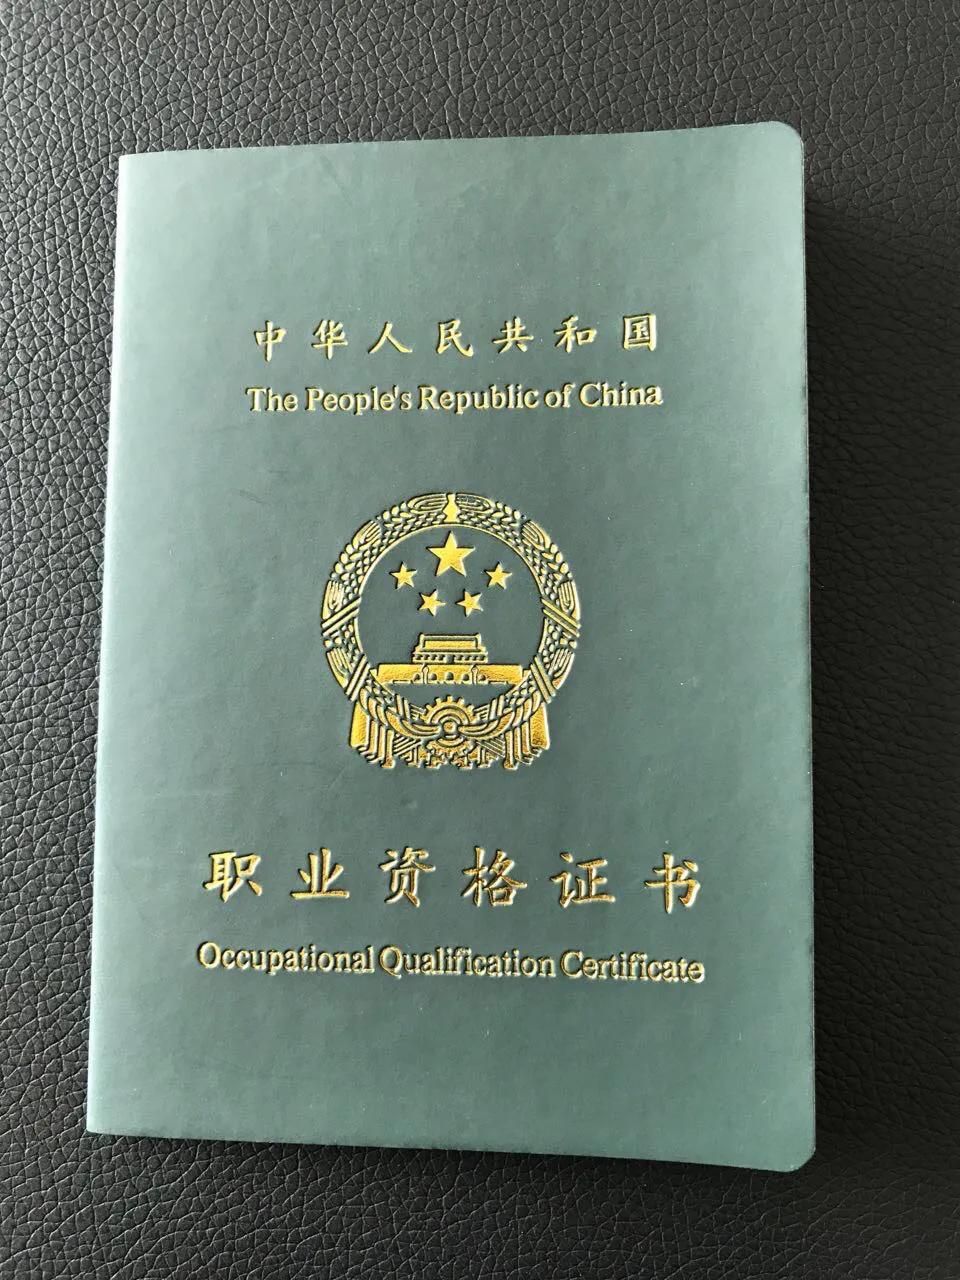 中华人民共和国
The People's Republic of China
职业资格证书
Occupational Qualification Certificate